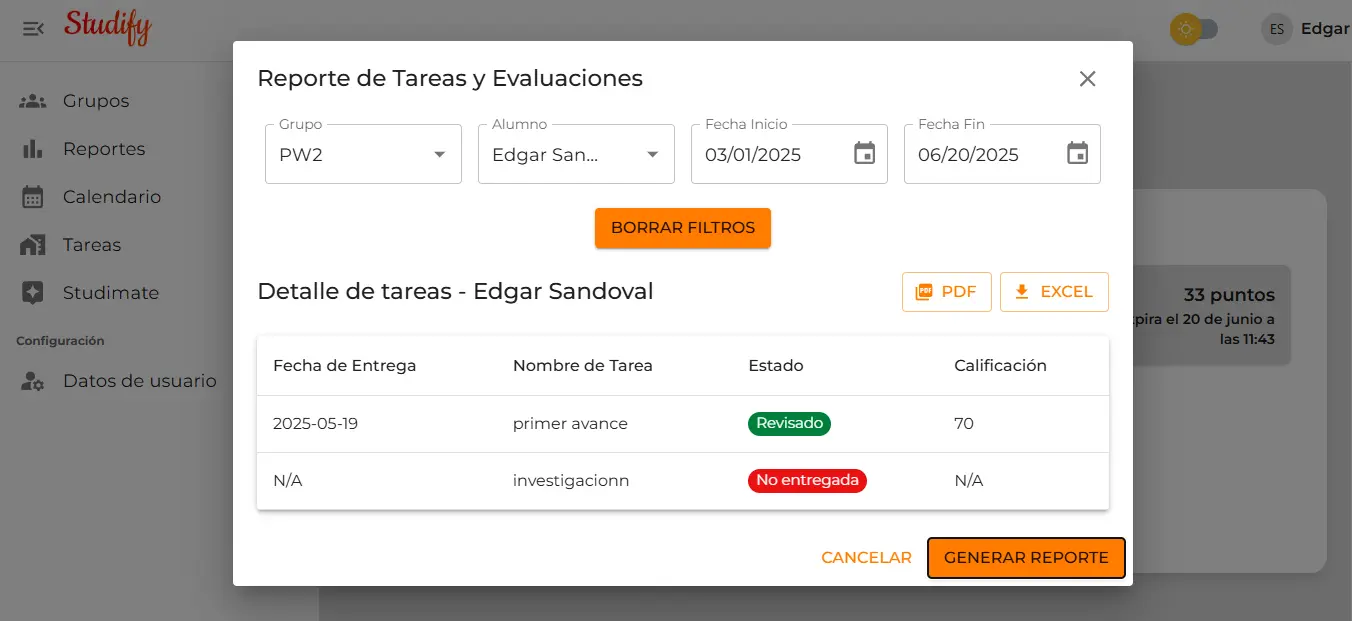 Studify
ES Edgar
Grupos
Reportes
Calendario
Tareas
Studimate
Configuración
Datos de usuario
Reporte de Tareas y Evaluaciones
Grupo
PW2
Alumno
Edgar San...
Fecha Inicio
03/01/2025
Fecha Fin
06/20/2025
BORRAR FILTROS
Detalle de tareas - Edgar Sandoval
PDF
EXCEL
Fecha de Entrega Nombre de Tarea Estado Calificación
2025-05-19 primer avance Revisado 70
N/A investigacionn No entregada N/A
CANCELAR
GENERAR REPORTE
33 puntos
pira el 20 de junio a
las 11:43